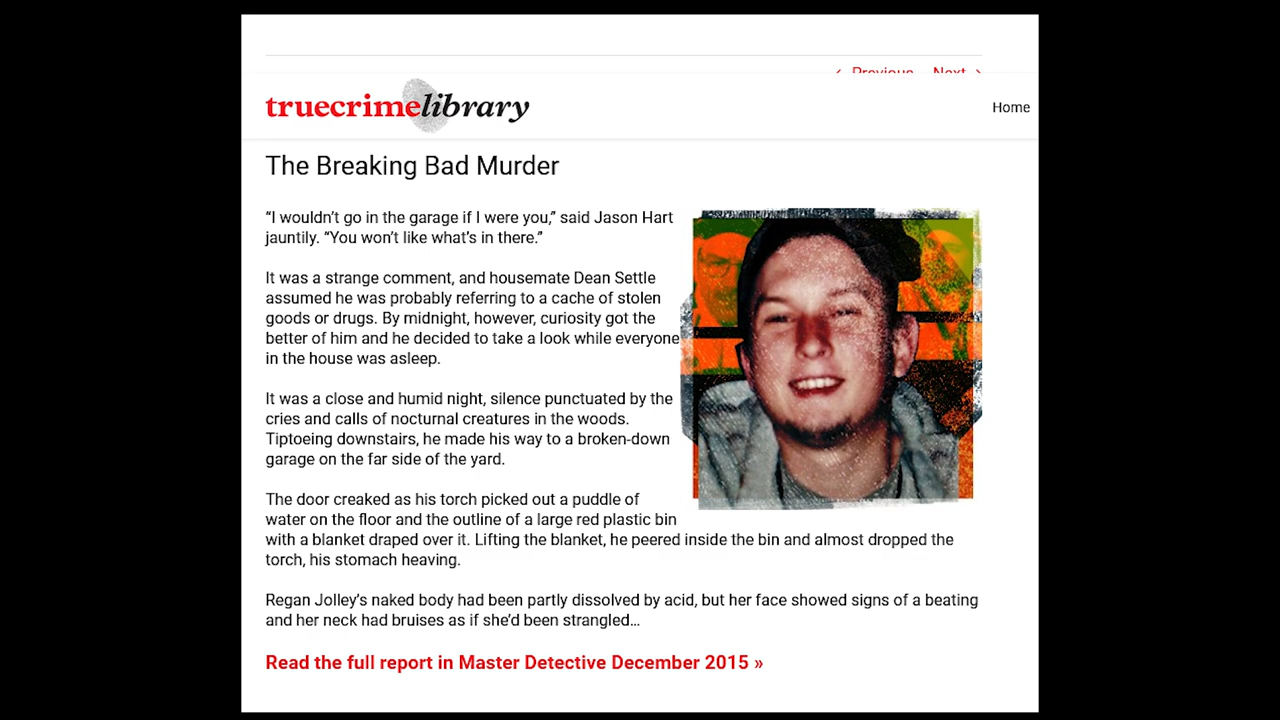 ‹ Previous Next ›
truecrimelibrary
Home
The Breaking Bad Murder
“I wouldn’t go in the garage if I were you,” said Jason Hart
jauntily. “You won’t like what’s in there.”
It was a strange comment, and housemate Dean Settle
assumed he was probably referring to a cache of stolen
goods or drugs. By midnight, however, curiosity got the
better of him and he decided to take a look while everyone
in the house was asleep.
It was a close and humid night, silence punctuated by the
cries and calls of nocturnal creatures in the woods.
Tiptoeing downstairs, he made his way to a broken-down
garage on the far side of the yard.
The door creaked as his torch picked out a puddle of
water on the floor and the outline of a large red plastic bin
with a blanket draped over it. Lifting the blanket, he peered inside the bin and almost dropped the
torch, his stomach heaving.
Regan Jolley’s naked body had been partly dissolved by acid, but her face showed signs of a beating
and her neck had bruises as if she’d been strangled…
Read the full report in Master Detective December 2015 »